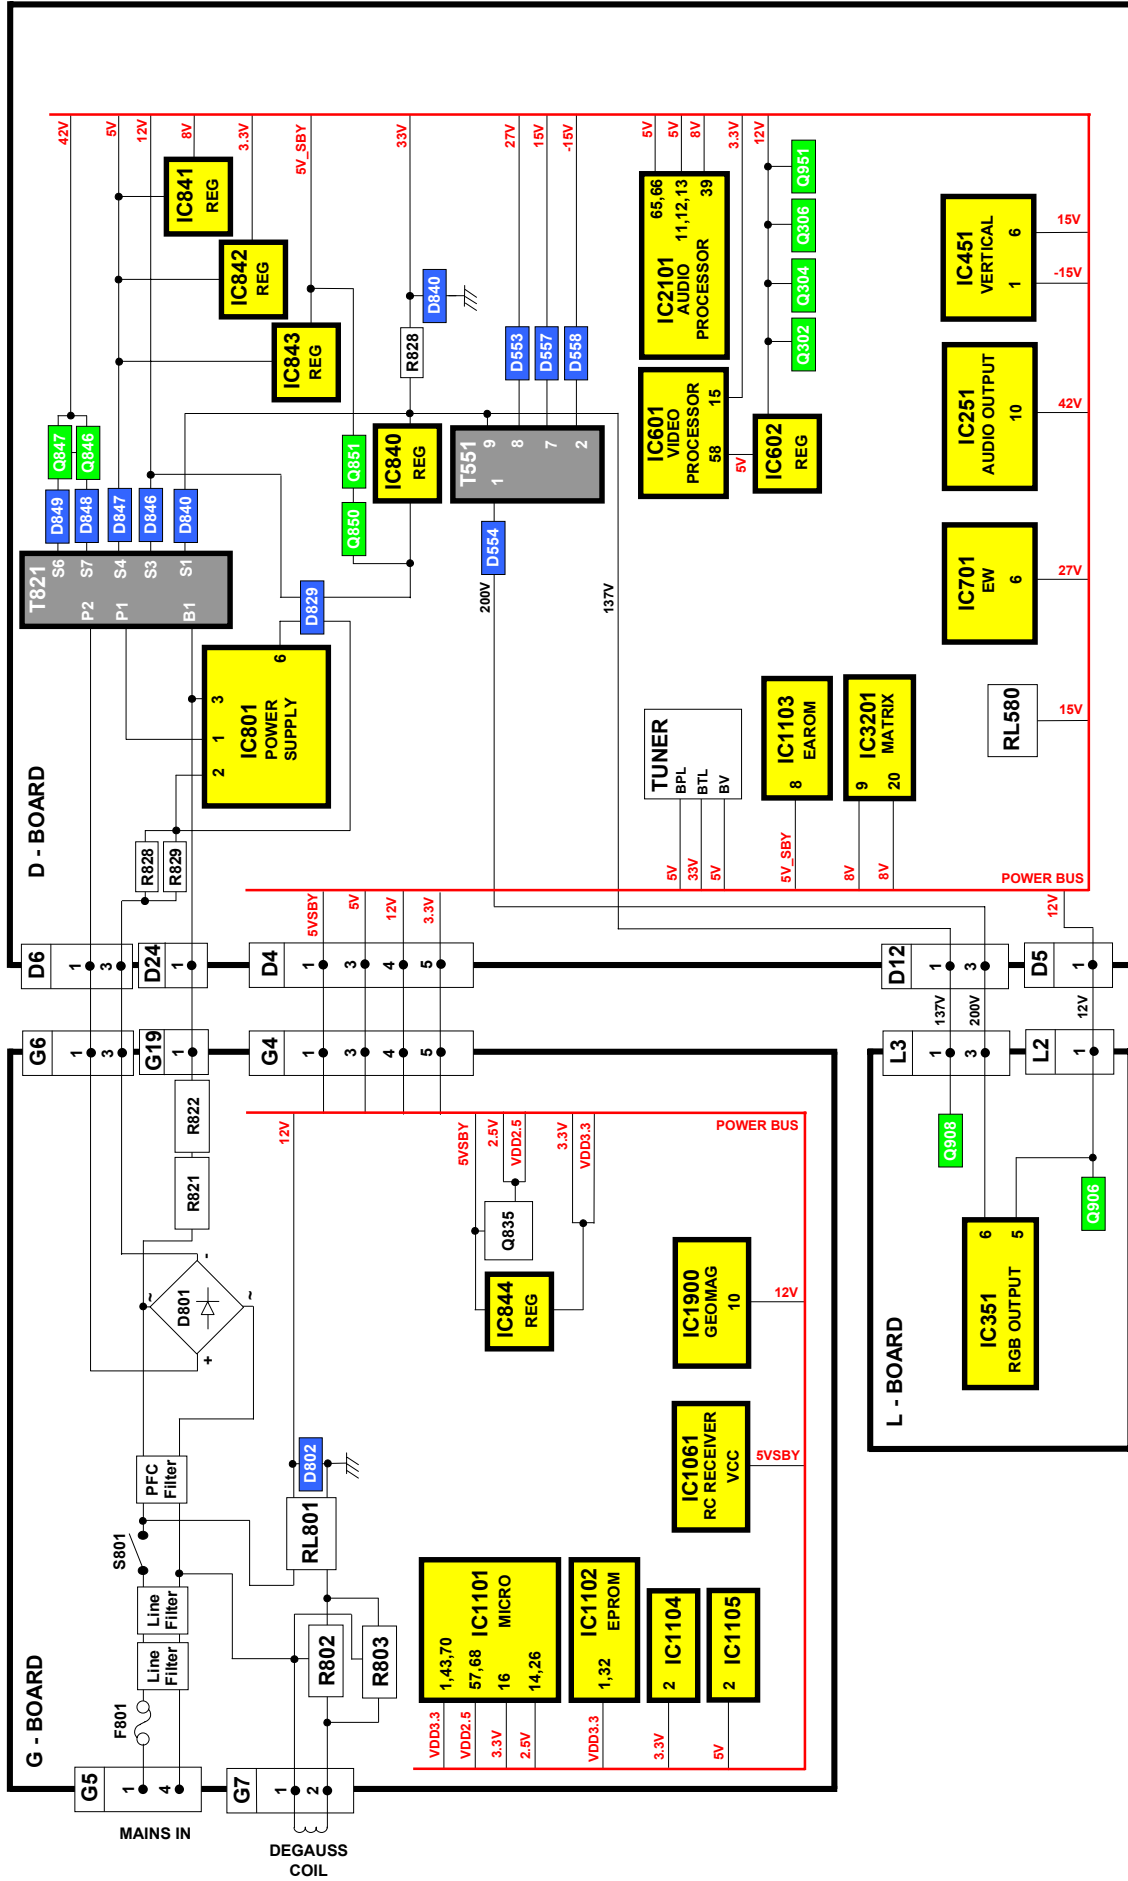 D - BOARD
T821
P2
P1
B1
S6
S7
S4
S3
S1
D849
D848
D847
D846
D840
Q847
Q846
42V
5V
12V
8V
3.3V
5V_SBY
33V
27V
15V
-15V
5V
5V
8V
3.3V
12V
IC841
REG
IC842
REG
IC843
REG
D840
R828
Q851
Q850
IC840
REG
D829
IC801
POWER
SUPPLY
2
1
3
6
R828
R829
T551
1
9
8
7
2
D553
D557
D558
D554
200V
137V
IC2101
AUDIO
PROCESSOR
65,66
11,12,13
39
IC601
VIDEO
PROCESSOR
58
15
5V
IC602
REG
Q302
Q304
Q306
Q951
IC451
VERTICAL
1
6
15V
-15V
IC251
AUDIO OUTPUT
10
42V
IC701
EW
6
27V
RL580
15V
TUNER
BPL
BTL
BV
5V
33V
5V
IC1103
EAROM
8
5V_SBY
IC3201
MATRIX
9
20
8V
8V
POWER BUS
5VSBY
5V
12V
3.3V
12V
D6
1
3
D24
1
D4
1
3
4
5
D12
1
3
D5
1
137V
200V
12V
G6
1
3
G19
1
G4
1
3
4
5
L3
1
3
L2
1
G - BOARD
R822
R821
D801
~
~
+
-
PFC
Filter
S801
Line
Filter
Line
Filter
F801
G5
1
4
MAINS IN
G7
1
2
DEGAUSS
COIL
12V
D802
RL801
R802
R803
POWER BUS
5VSBY
2.5V
VDD2.5
3.3V
VDD3.3
Q835
IC844
REG
IC1900
GEOMAG
10
12V
IC1061
RC RECEIVER
VCC
5VSBY
IC1101
MICRO
1,43,70
57,68
16
14,26
VDD3.3
VDD2.5
3.3V
2.5V
IC1102
EPROM
1,32
VDD3.3
IC1104
2
3.3V
IC1105
2
5V
L - BOARD
Q908
Q906
IC351
RGB OUTPUT
6
5